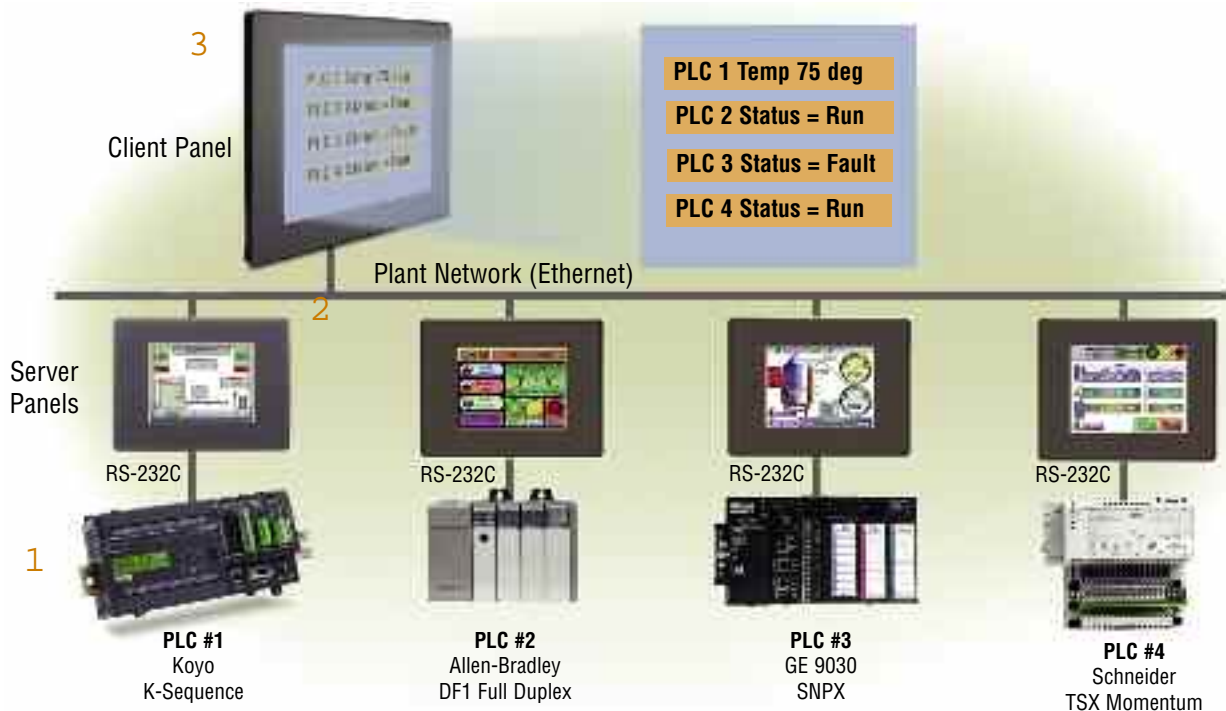 3
Client Panel
PLC 1 Temp 75 deg
PLC 2 Status = Run
PLC 3 Status = Fault
PLC 4 Status = Run
Plant Network (Ethernet)
2
Server
Panels
RS-232C
RS-232C
RS-232C
RS-232C
1
PLC #1
Koyo
K-Sequence
PLC #2
Allen-Bradley
DF1 Full Duplex
PLC #3
GE 9030
SNPX
PLC #4
Schneider
TSX Momentum